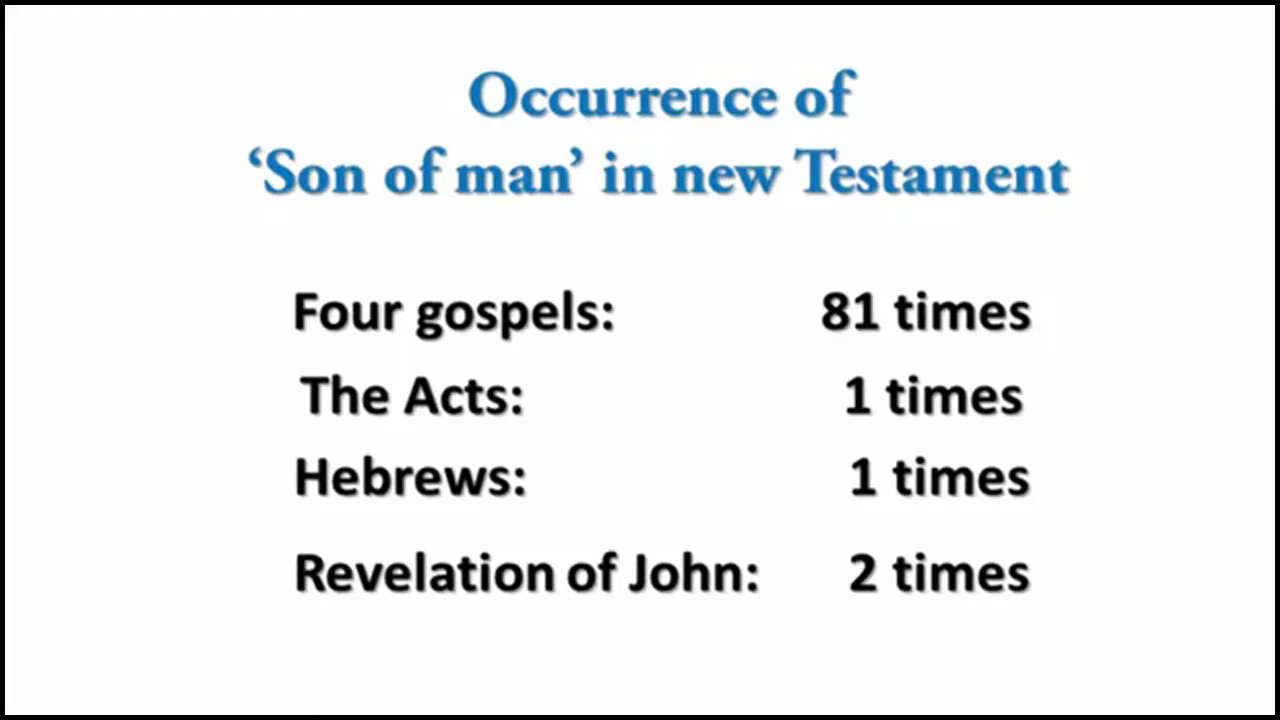 Occurrence of
‘Son of man’ in new Testament
Four gospels: 81 times
The Acts: 1 times
Hebrews: 1 times
Revelation of John: 2 times